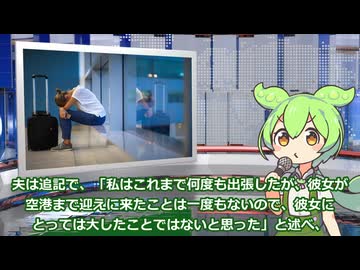 夫は追記で、「私はこれまで何度も出張したが、彼女が
空港まで迎えに来たことは一度もないので、彼女に
とっては大したことではないと思った」と述べ、